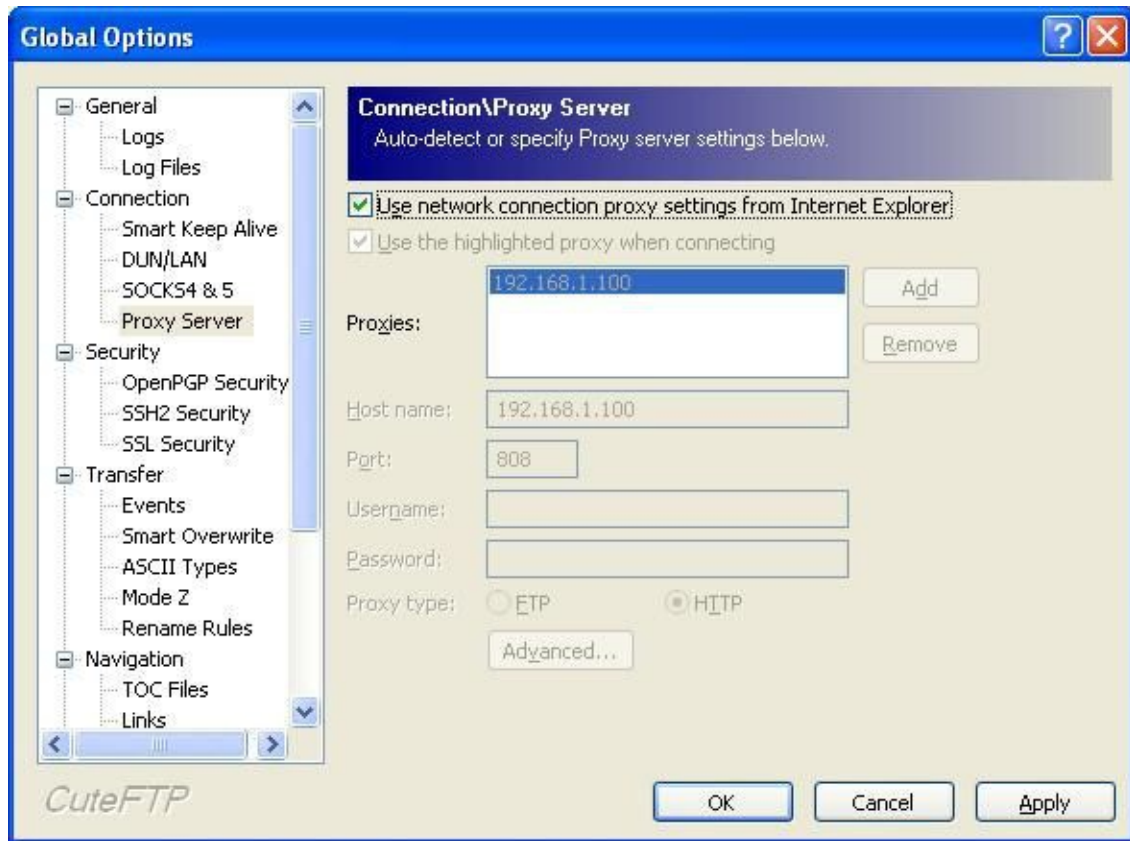 Global Options
General
Logs
Log Files
Connection
Smart Keep Alive
DUN/LAN
SOCKS4 & 5
Proxy Server
Security
OpenPGP Security
SSH2 Security
SSL Security
Transfer
Events
Smart Overwrite
ASCII Types
Mode Z
Rename Rules
Navigation
TOC Files
Links
Connection\Proxy Server
Auto-detect or specify Proxy server settings below.
Use network connection proxy settings from Internet Explorer
Use the highlighted proxy when connecting
Proxies:
192.168.1.100
Add
Remove
Host name: 192.168.1.100
Port: 808
Username:
Password:
Proxy type: FTP HTTP
Advanced...
CuteFTP
OK Cancel Apply